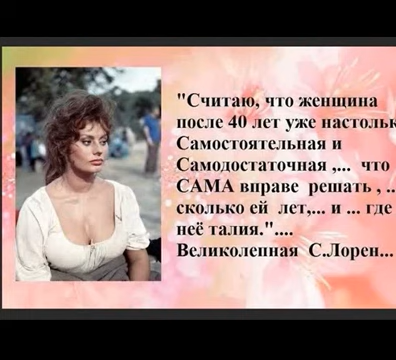 "Считаю, что женщина
после 40 лет уже настольк
Самостоятельная и
Самодостаточная ,... что
САМА вправе решать , ..
сколько ей лет,... и ... где
неё талия."....
Великолепная С.Лорен...